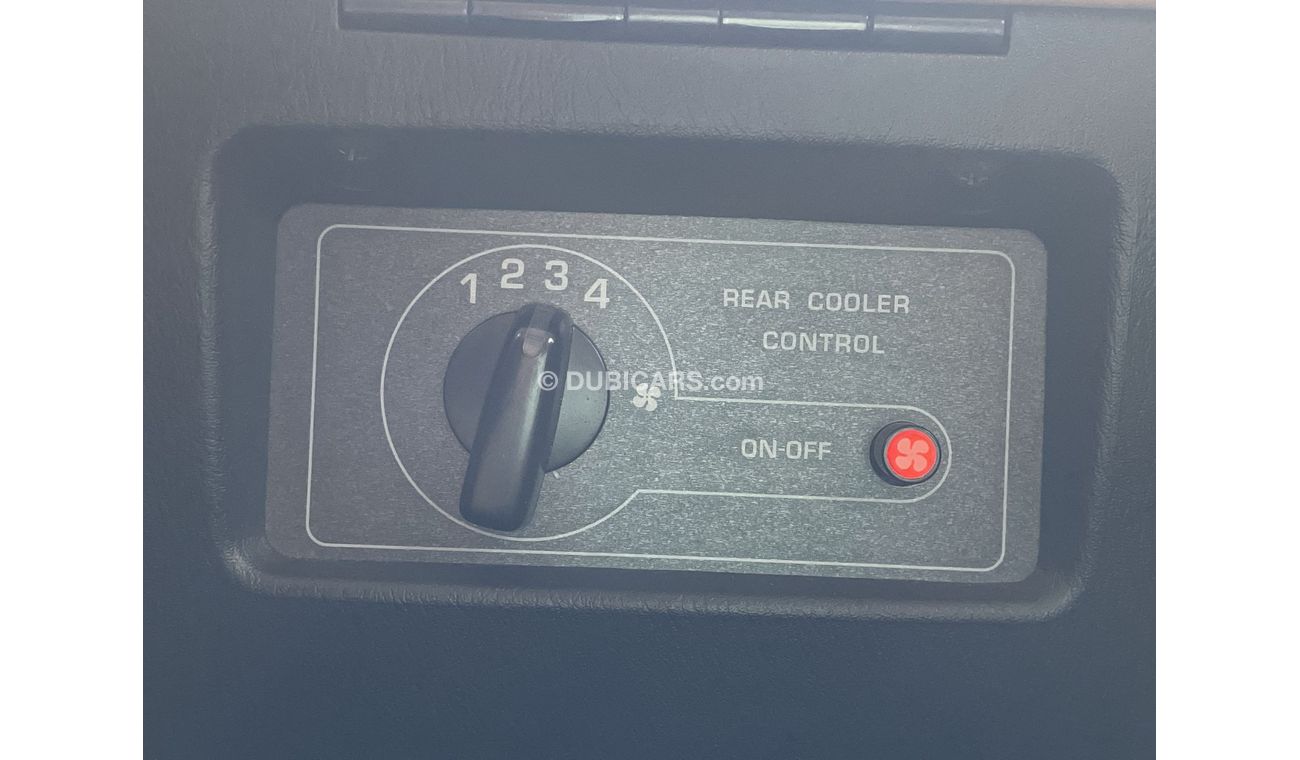 1 2 3 4
REAR COOLER
CONTROL
© DUBICARS.com
ON-OFF